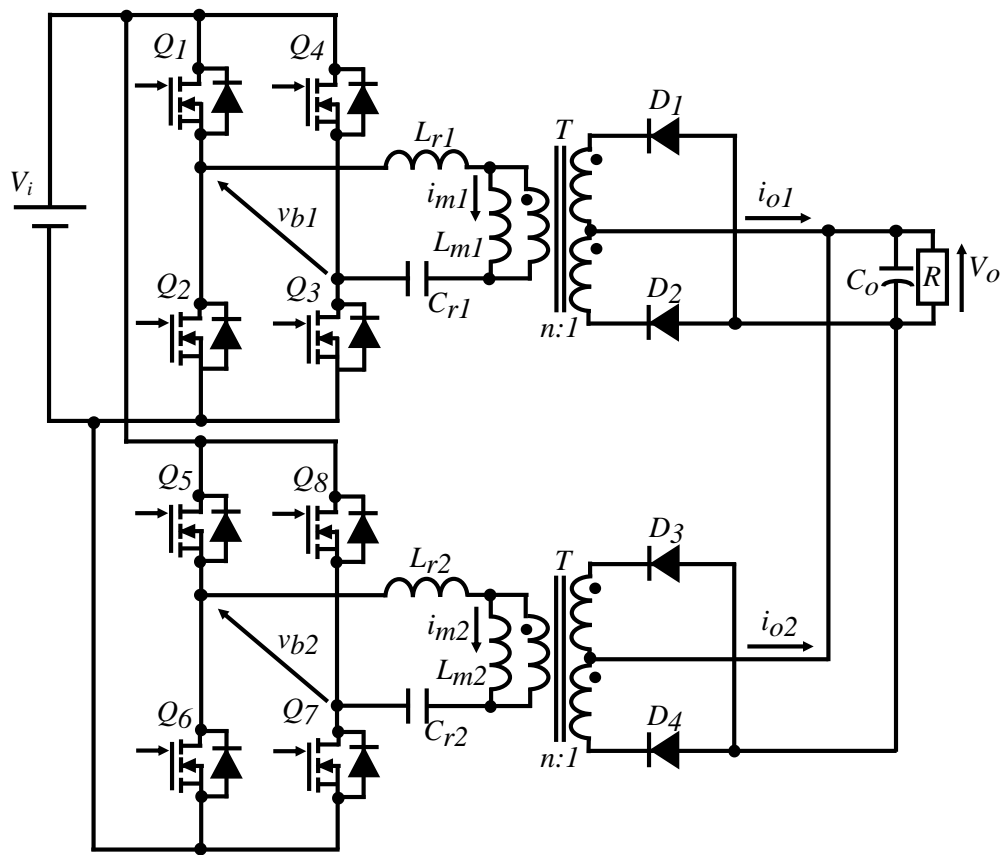 Q1
Q4
Lr1
T
D1
Vi
vb1
im1
io1
Lm1
Q2
Q3
Cr1
D2
Co
R
Vo
n:1
Q5
Q8
Lr2
T
D3
vb2
im2
io2
Lm2
Q6
Q7
Cr2
D4
n:1